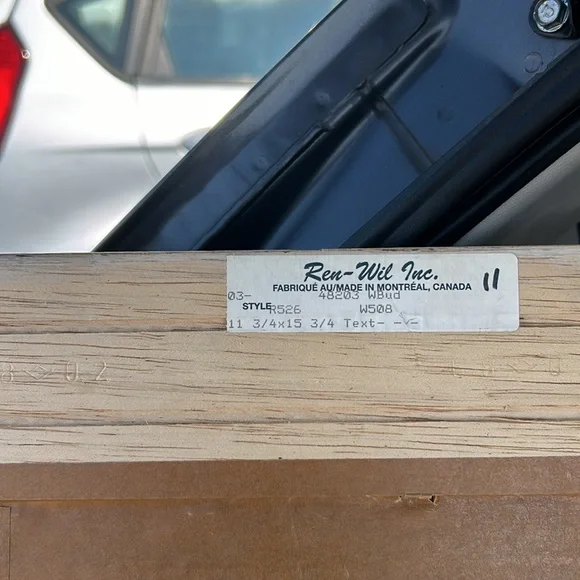 Ren-Wil Inc.
FABRIQUÉ AU/MADE IN MONTRÉAL, CANADA
11
03- 48203 WBud
STYLE R526 W508
11 3/4x15 3/4 Text-
U2